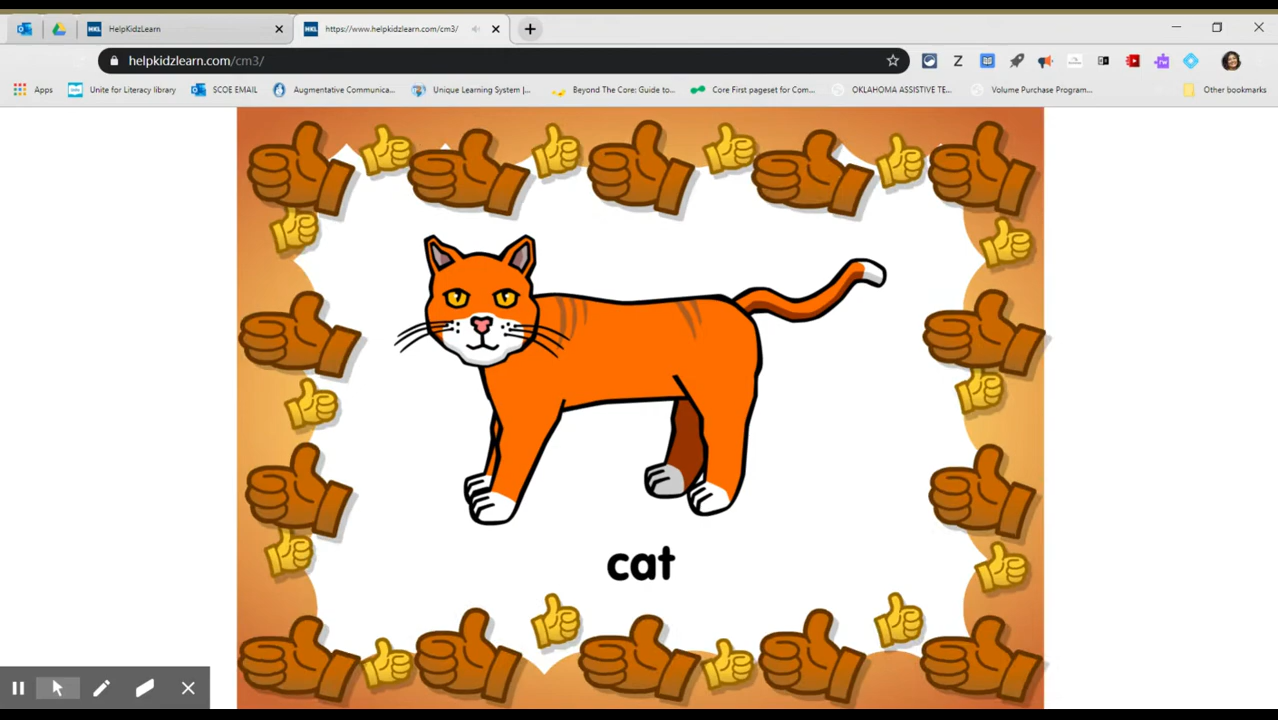 HKL HelpKidzLearn
HKL https://www.helpkidzlearn.com/cm3/
helpkidzlearn.com/cm3/
Apps Unite for Literacy library SCOE EMAIL Augmentative Communica... Unique Learning System |... Beyond The Core: Guide to... Core First pageset for Com... OKLAHOMA ASSISTIVE TE... Volume Purchase Program... Other bookmarks
cat